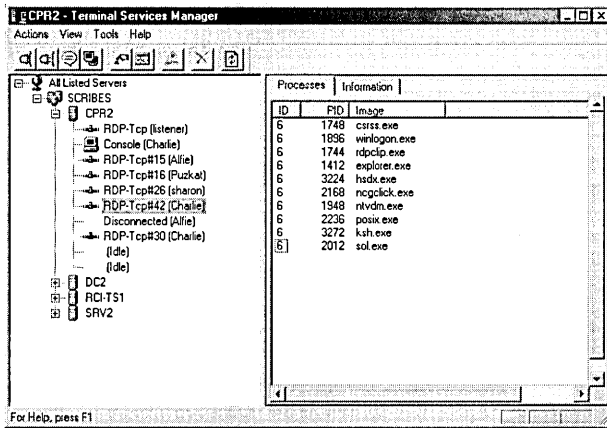 CPR2 - Terminal Services Manager
Actions View Tools Help
All Listed Servers
SCRIBES
CPR2
RDP-Tcp (listener)
Console (Charlie)
RDP-Tcp#15 (Alfie)
RDP-Tcp#16 (Puzkat)
RDP-Tcp#26 (sharon)
RDP-Tcp#42 (Charlie)
Disconnected (Alfie)
RDP-Tcp#30 (Charlie)
(Idle)
(Idle)
DC2
RCI-TS1
SRV2
Processes Information
ID PID Image
6 1748 csrss.exe
6 1896 winlogon.exe
6 1744 rdpclip.exe
6 1412 explorer.exe
6 3224 hsdx.exe
6 2168 ncgclick.exe
6 1948 ntvdm.exe
6 2236 posix.exe
6 3272 ksh.exe
6 2012 sol.exe
For Help, press F1